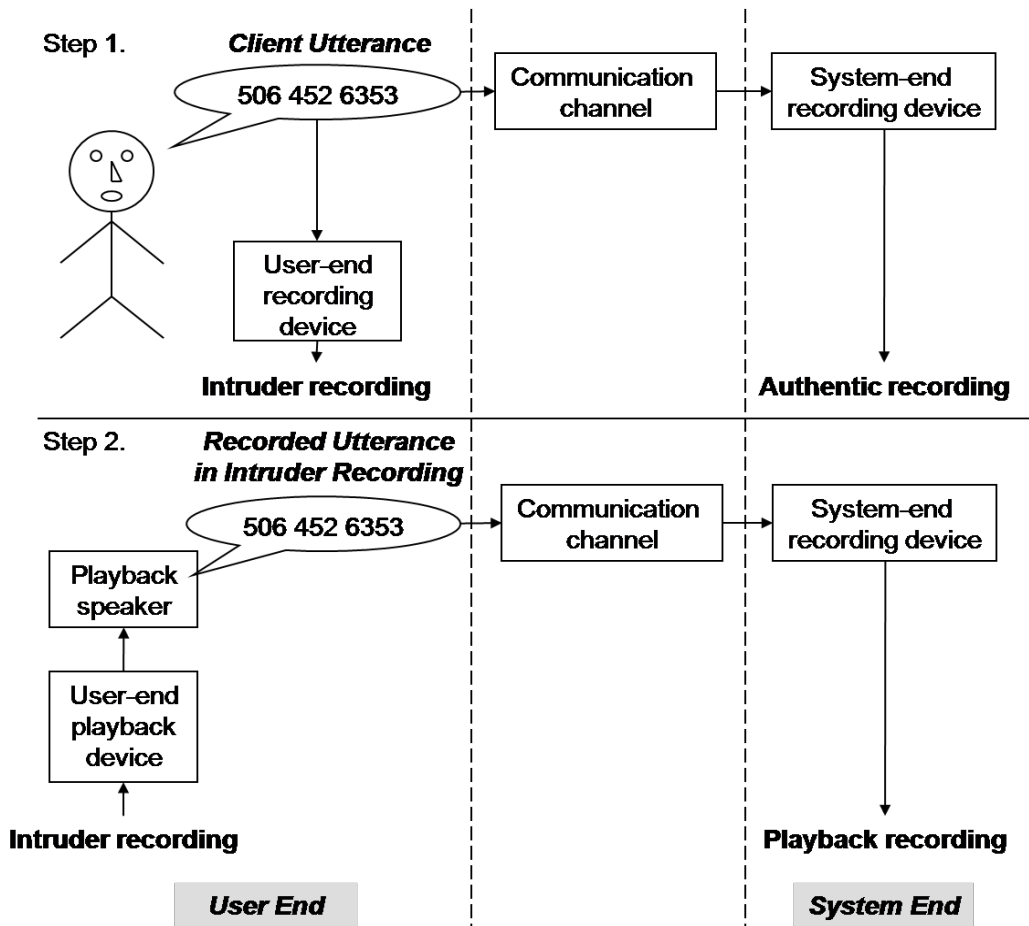 Step 1.
Client Utterance
506 452 6353
Communication
channel
System-end
recording device
User-end
recording
device
Intruder recording
Authentic recording
Step 2.
Recorded Utterance
in Intruder Recording
506 452 6353
Communication
channel
System-end
recording device
Playback
speaker
User-end
playback
device
Intruder recording
Playback recording
User End
System End